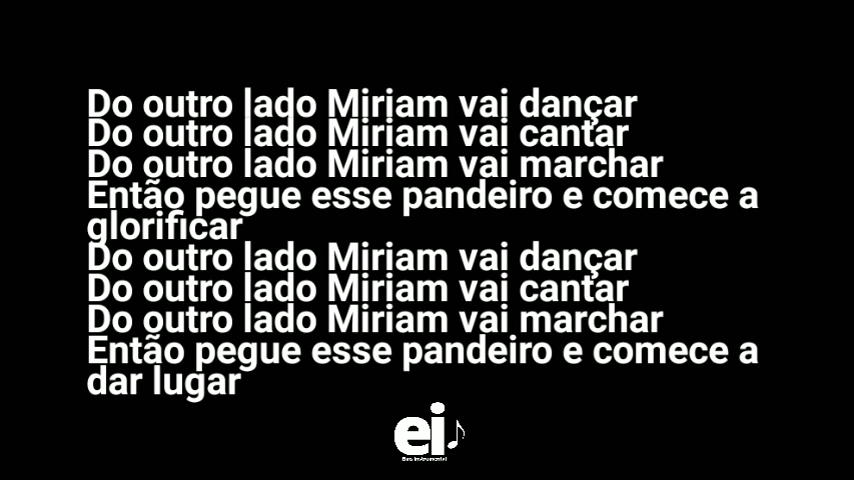 Do outro lado Miriam vai dançar
Do outro lado Miriam vai cantar
Do outro lado Miriam vai marchar
Então pegue esse pandeiro e comece a
glorificar
Do outro lado Miriam vai dançar
Do outro lado Miriam vai cantar
Do outro lado Miriam vai marchar
Então pegue esse pandeiro e comece a
dar lugar
ei